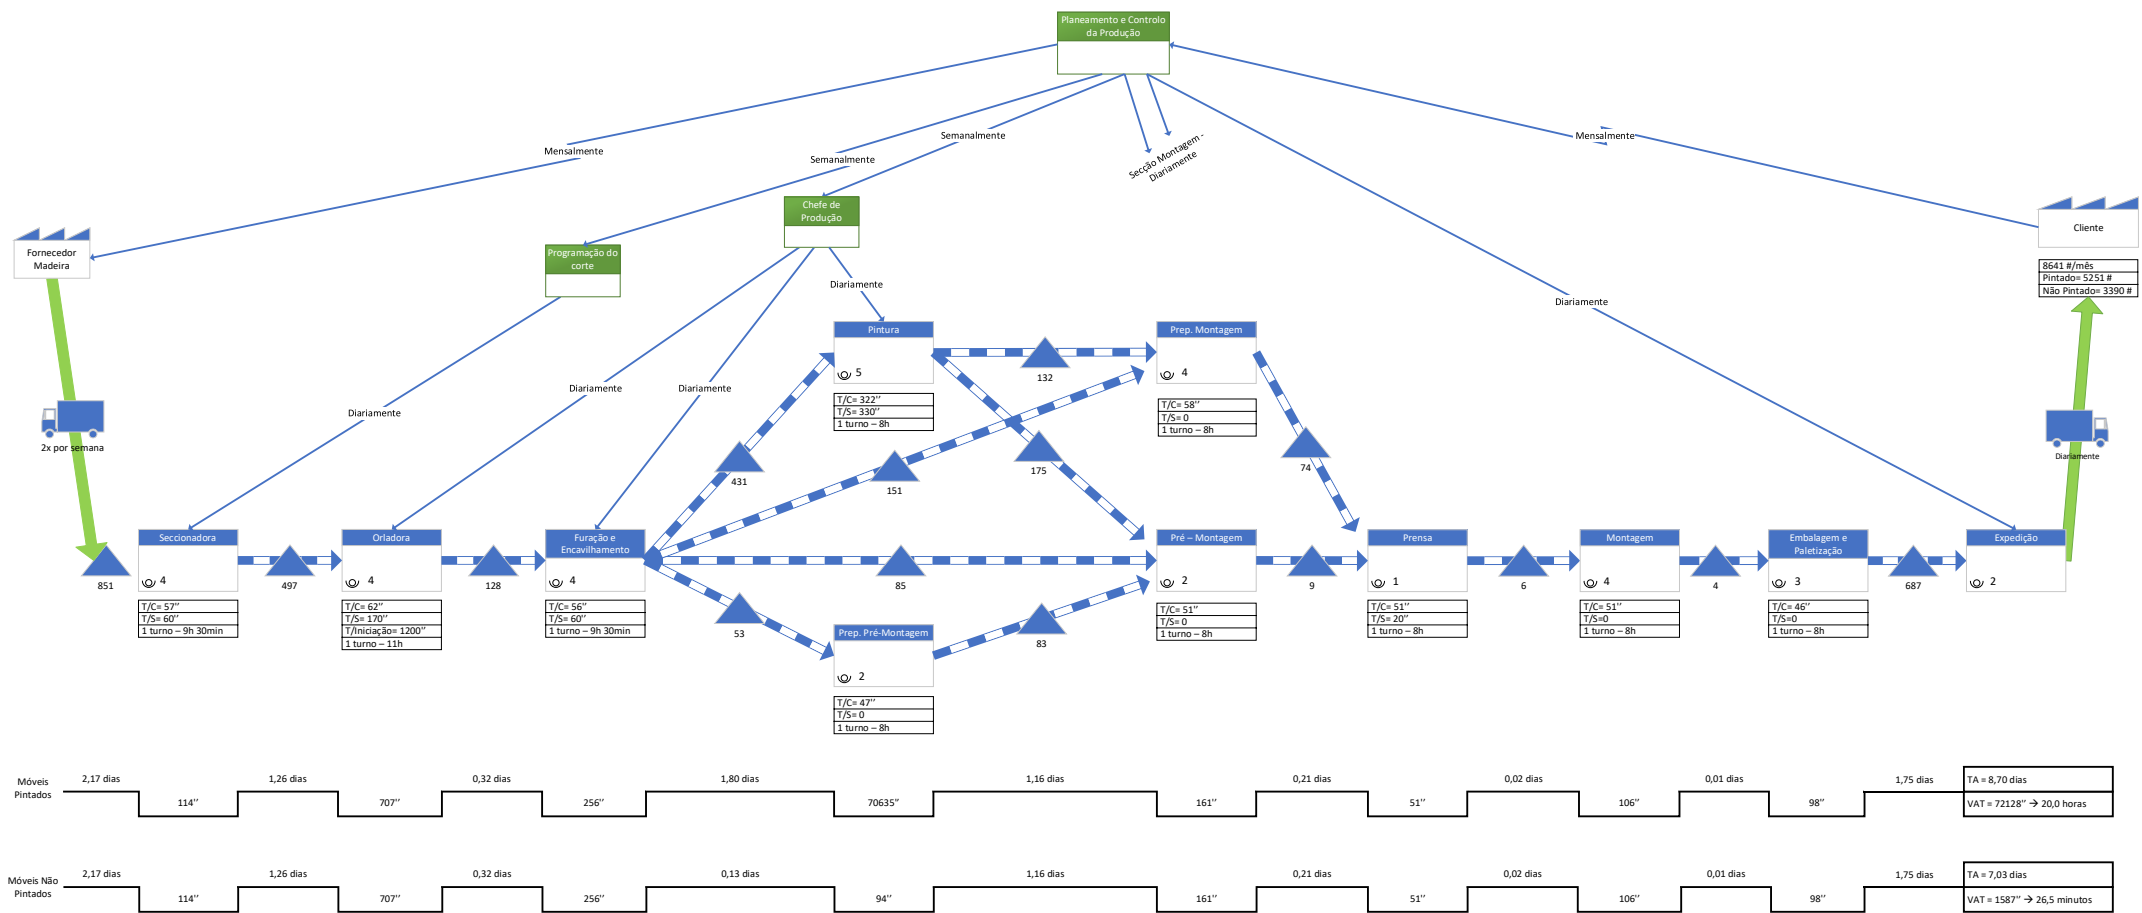 Planeamento e Controlo
da Produção
Mensalmente
Semanalmente
Semanalmente
Secção Montagem -
Diariamente
Mensalmente
Chefe de
Produção
Programação do
corte
Fornecedor
Madeira
Cliente
8641 #/mês
Pintado= 5251 #
Não Pintado= 3390 #
Diariamente
Diariamente
Diariamente
Diariamente
Diariamente
2x por semana
Diariamente
Pintura
5
T/C= 322’’
T/S= 330’’
1 turno – 8h
132
Prep. Montagem
4
T/C= 58’’
T/S= 0
1 turno – 8h
431
151
175
74
851
Seccionadora
4
T/C= 57’’
T/S= 60’’
1 turno – 9h 30min
497
Orladora
4
T/C= 62’’
T/S= 170’’
T/Iniciação= 1200’’
1 turno – 11h
128
Furação e
Encavilhamento
4
T/C= 56’’
T/S= 60’’
1 turno – 9h 30min
85
53
Prep. Pré-Montagem
2
T/C= 47’’
T/S= 0
1 turno – 8h
83
Pré – Montagem
2
T/C= 51’’
T/S= 0
1 turno – 8h
9
Prensa
1
T/C= 51’’
T/S= 20’’
1 turno – 8h
6
Montagem
4
T/C= 51’’
T/S=0
1 turno – 8h
4
Embalagem e
Paletização
3
T/C= 46’’
T/S=0
1 turno – 8h
687
Expedição
2
Móveis
Pintados
2,17 dias
1,26 dias
0,32 dias
1,80 dias
1,16 dias
0,21 dias
0,02 dias
0,01 dias
1,75 dias
TA = 8,70 dias
114’’
707’’
256’’
70635’’
161’’
51’’
106’’
98’’
VAT = 72128’’ → 20,0 horas
Móveis Não
Pintados
2,17 dias
1,26 dias
0,32 dias
0,13 dias
1,16 dias
0,21 dias
0,02 dias
0,01 dias
1,75 dias
TA = 7,03 dias
114’’
707’’
256’’
94’’
161’’
51’’
106’’
98’’
VAT = 1587’’ → 26,5 minutos